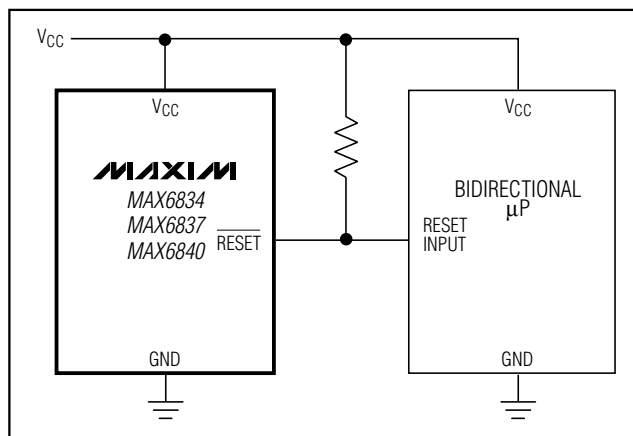 VCC
VCC
MAXIM
MAX6834
MAX6837
MAX6840
RESET
GND
VCC
BIDIRECTIONAL
µP
RESET
INPUT
GND